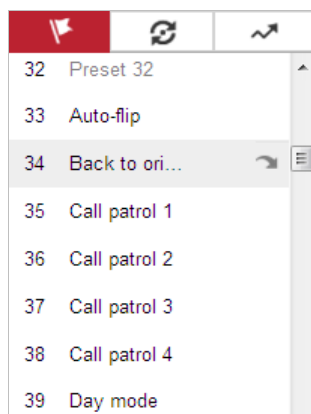 32 Preset 32
33 Auto-flip
34 Back to ori...
35 Call patrol 1
36 Call patrol 2
37 Call patrol 3
38 Call patrol 4
39 Day mode